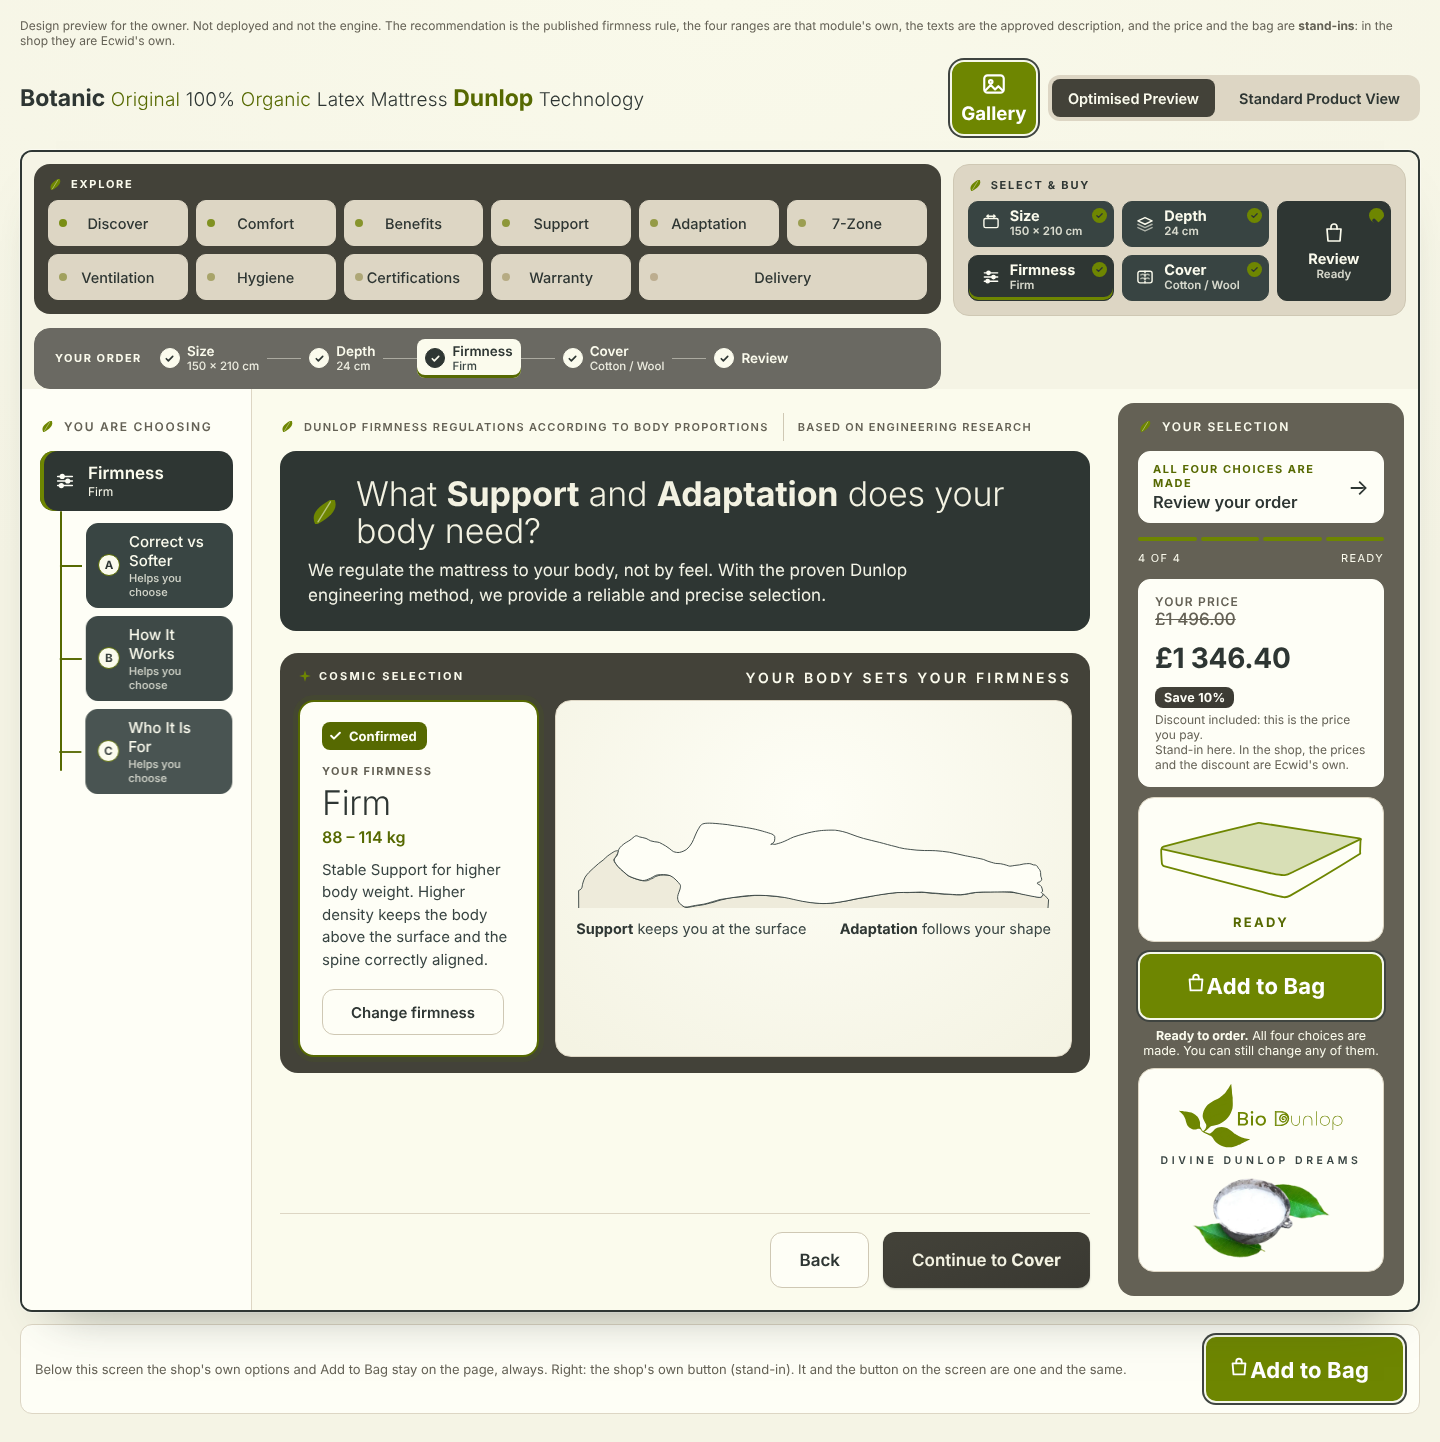 Design preview for the owner. Not deployed and not the engine. The recommendation is the published firmness rule, the four ranges are that module's own, the texts are the approved description, and the price and the bag are stand-ins: in the
shop they are Ecwid's own.
Botanic Original 100% Organic Latex Mattress Dunlop Technology
Gallery
Optimised Preview
Standard Product View
EXPLORE
Discover
Comfort
Benefits
Support
Adaptation
7-Zone
Ventilation
Hygiene
Certifications
Warranty
Delivery
SELECT & BUY
Size
150 × 210 cm
Depth
24 cm
Firmness
Firm
Cover
Cotton / Wool
Review
Ready
YOUR ORDER
Size
150 × 210 cm
Depth
24 cm
Firmness
Firm
Cover
Cotton / Wool
Review
YOU ARE CHOOSING
Firmness
Firm
A
Correct vs
Softer
Helps you
choose
B
How It
Works
Helps you
choose
C
Who It Is
For
Helps you
choose
DUNLOP FIRMNESS REGULATIONS ACCORDING TO BODY PROPORTIONS
BASED ON ENGINEERING RESEARCH
What Support and Adaptation does your
body need?
We regulate the mattress to your body, not by feel. With the proven Dunlop
engineering method, we provide a reliable and precise selection.
COSMIC SELECTION
YOUR BODY SETS YOUR FIRMNESS
Confirmed
YOUR FIRMNESS
Firm
88 – 114 kg
Stable Support for higher
body weight. Higher
density keeps the body
above the surface and the
spine correctly aligned.
Change firmness
Support keeps you at the surface
Adaptation follows your shape
Back
Continue to Cover
YOUR SELECTION
ALL FOUR CHOICES ARE
MADE
Review your order
4 OF 4
READY
YOUR PRICE
£1 496.00
£1 346.40
Save 10%
Discount included: this is the price
you pay.
Stand-in here. In the shop, the prices
and the discount are Ecwid's own.
READY
Add to Bag
Ready to order. All four choices are
made. You can still change any of them.
Bio Dunlop
DIVINE DUNLOP DREAMS
Below this screen the shop's own options and Add to Bag stay on the page, always. Right: the shop's own button (stand-in). It and the button on the screen are one and the same.
Add to Bag